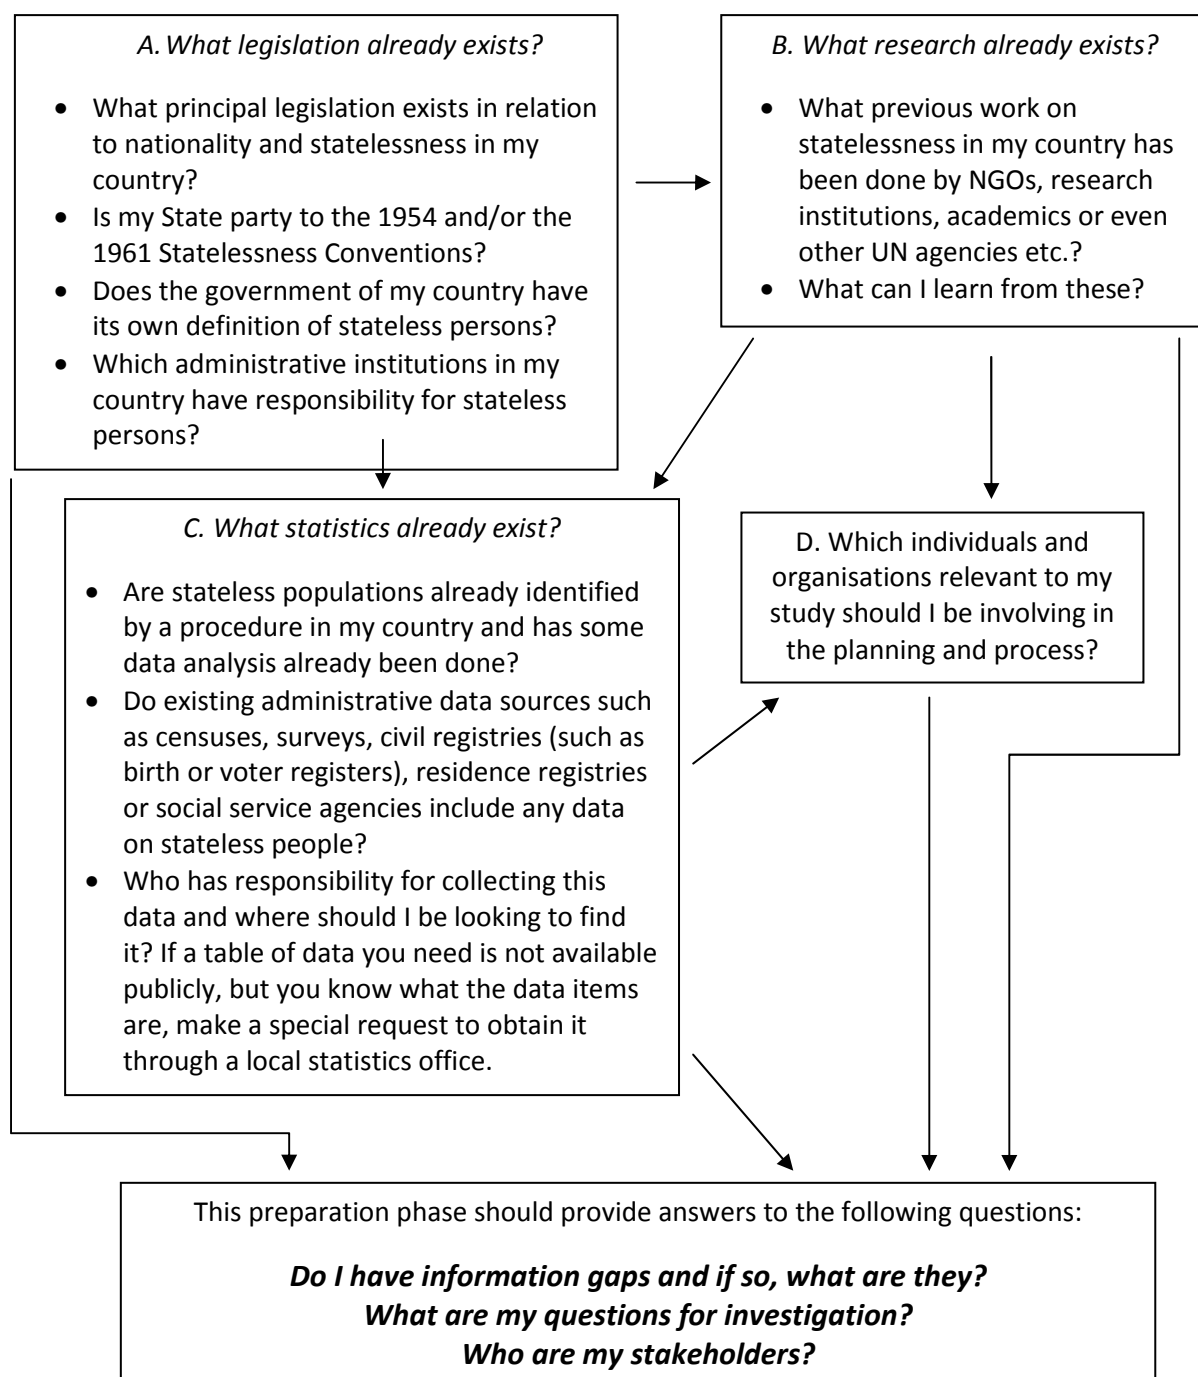 A. What legislation already exists?
• What principal legislation exists in relation
to nationality and statelessness in my
country?
• Is my State party to the 1954 and/or the
1961 Statelessness Conventions?
• Does the government of my country have
its own definition of stateless persons?
• Which administrative institutions in my
country have responsibility for stateless
persons?
B. What research already exists?
• What previous work on
statelessness in my country has
been done by NGOs, research
institutions, academics or even
other UN agencies etc.?
• What can I learn from these?
C. What statistics already exist?
• Are stateless populations already identified
by a procedure in my country and has some
data analysis already been done?
• Do existing administrative data sources such
as censuses, surveys, civil registries (such as
birth or voter registers), residence registries
or social service agencies include any data
on stateless people?
• Who has responsibility for collecting this
data and where should I be looking to find
it? If a table of data you need is not available
publicly, but you know what the data items
are, make a special request to obtain it
through a local statistics office.
D. Which individuals and
organisations relevant to my
study should I be involving in
the planning and process?
This preparation phase should provide answers to the following questions:
Do I have information gaps and if so, what are they?
What are my questions for investigation?
Who are my stakeholders?